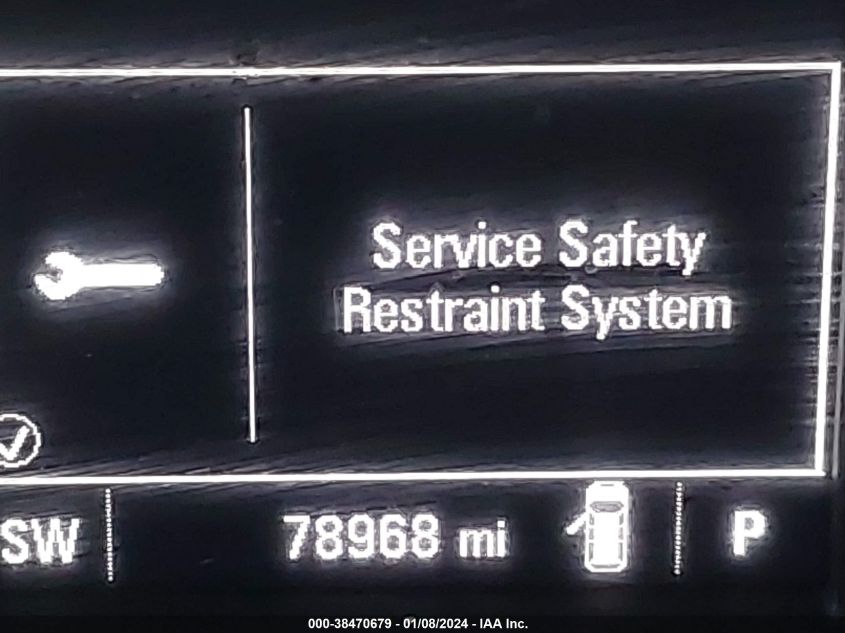 Service Safety
Restraint System
SW
78968 mi
P
000-38470679 - 01/08/2024 - IAA Inc.